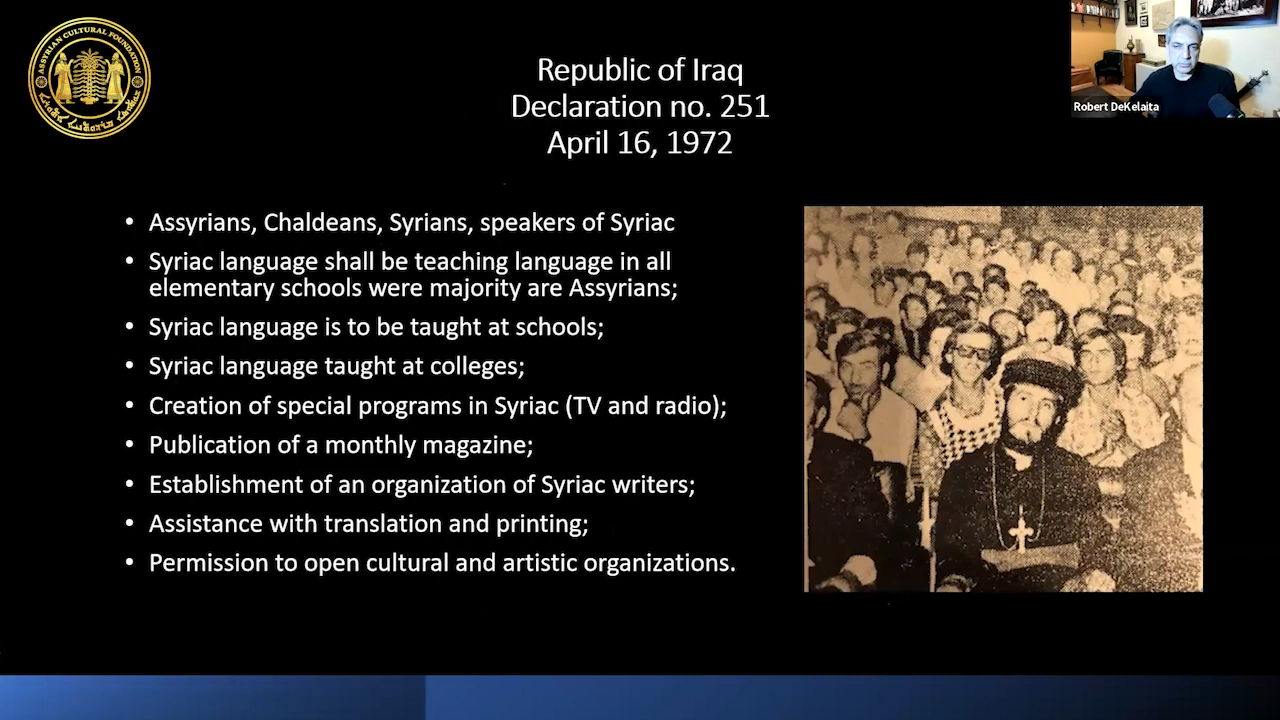 ASSYRIAN CULTURAL FOUNDATION
Republic of Iraq
Declaration no. 251
April 16, 1972
Robert DeKelaita
• Assyrians, Chaldeans, Syrians, speakers of Syriac
• Syriac language shall be teaching language in all
elementary schools were majority are Assyrians;
• Syriac language is to be taught at schools;
• Syriac language taught at colleges;
• Creation of special programs in Syriac (TV and radio);
• Publication of a monthly magazine;
• Establishment of an organization of Syriac writers;
• Assistance with translation and printing;
• Permission to open cultural and artistic organizations.